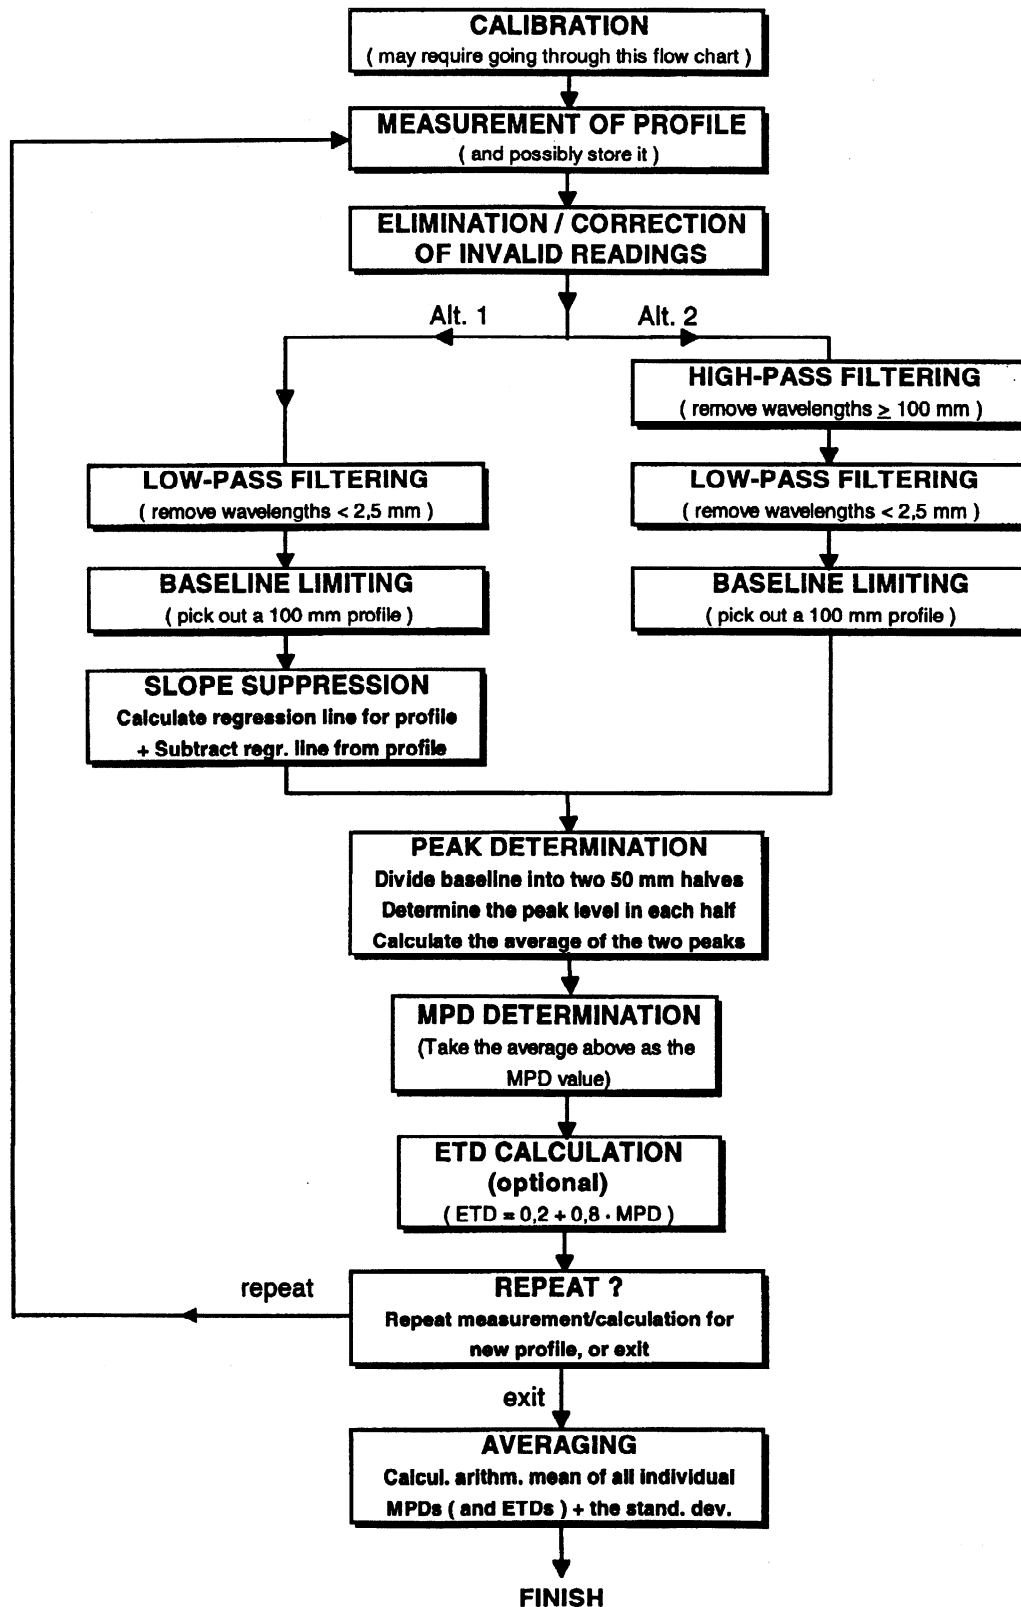 CALIBRATION
( may require going through this flow chart )
MEASUREMENT OF PROFILE
( and possibly store it )
ELIMINATION / CORRECTION
OF INVALID READINGS
Alt. 1
Alt. 2
HIGH-PASS FILTERING
( remove wavelengths ≥ 100 mm )
LOW-PASS FILTERING
( remove wavelengths < 2,5 mm )
LOW-PASS FILTERING
( remove wavelengths < 2,5 mm )
BASELINE LIMITING
( pick out a 100 mm profile )
BASELINE LIMITING
( pick out a 100 mm profile )
SLOPE SUPPRESSION
Calculate regression line for profile
+ Subtract regr. line from profile
PEAK DETERMINATION
Divide baseline into two 50 mm halves
Determine the peak level in each half
Calculate the average of the two peaks
MPD DETERMINATION
(Take the average above as the
MPD value)
ETD CALCULATION
(optional)
( ETD = 0,2 + 0,8 · MPD )
repeat
REPEAT ?
Repeat measurement/calculation for
new profile, or exit
exit
AVERAGING
Calcul. arithm. mean of all individual
MPDs ( and ETDs ) + the stand. dev.
FINISH